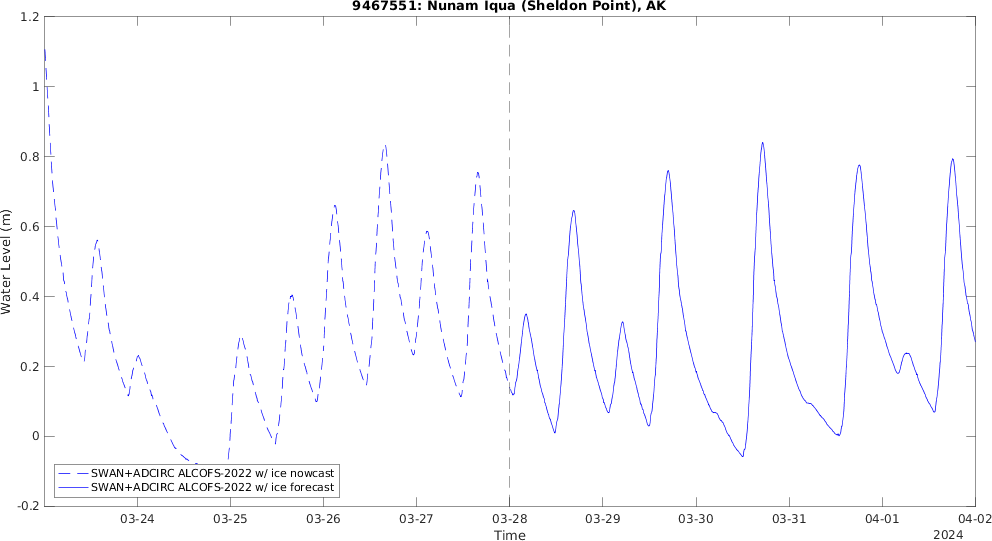 9467551: Nunam Iqua (Sheldon Point), AK
Water Level (m)
1.2
1
0.8
0.6
0.4
0.2
0
-0.2
SWAN+ADCIRC ALCOFS-2022 w/ ice nowcast
SWAN+ADCIRC ALCOFS-2022 w/ ice forecast
03-24 03-25 03-26 03-27 03-28 03-29 03-30 03-31 04-01 04-02
Time
2024